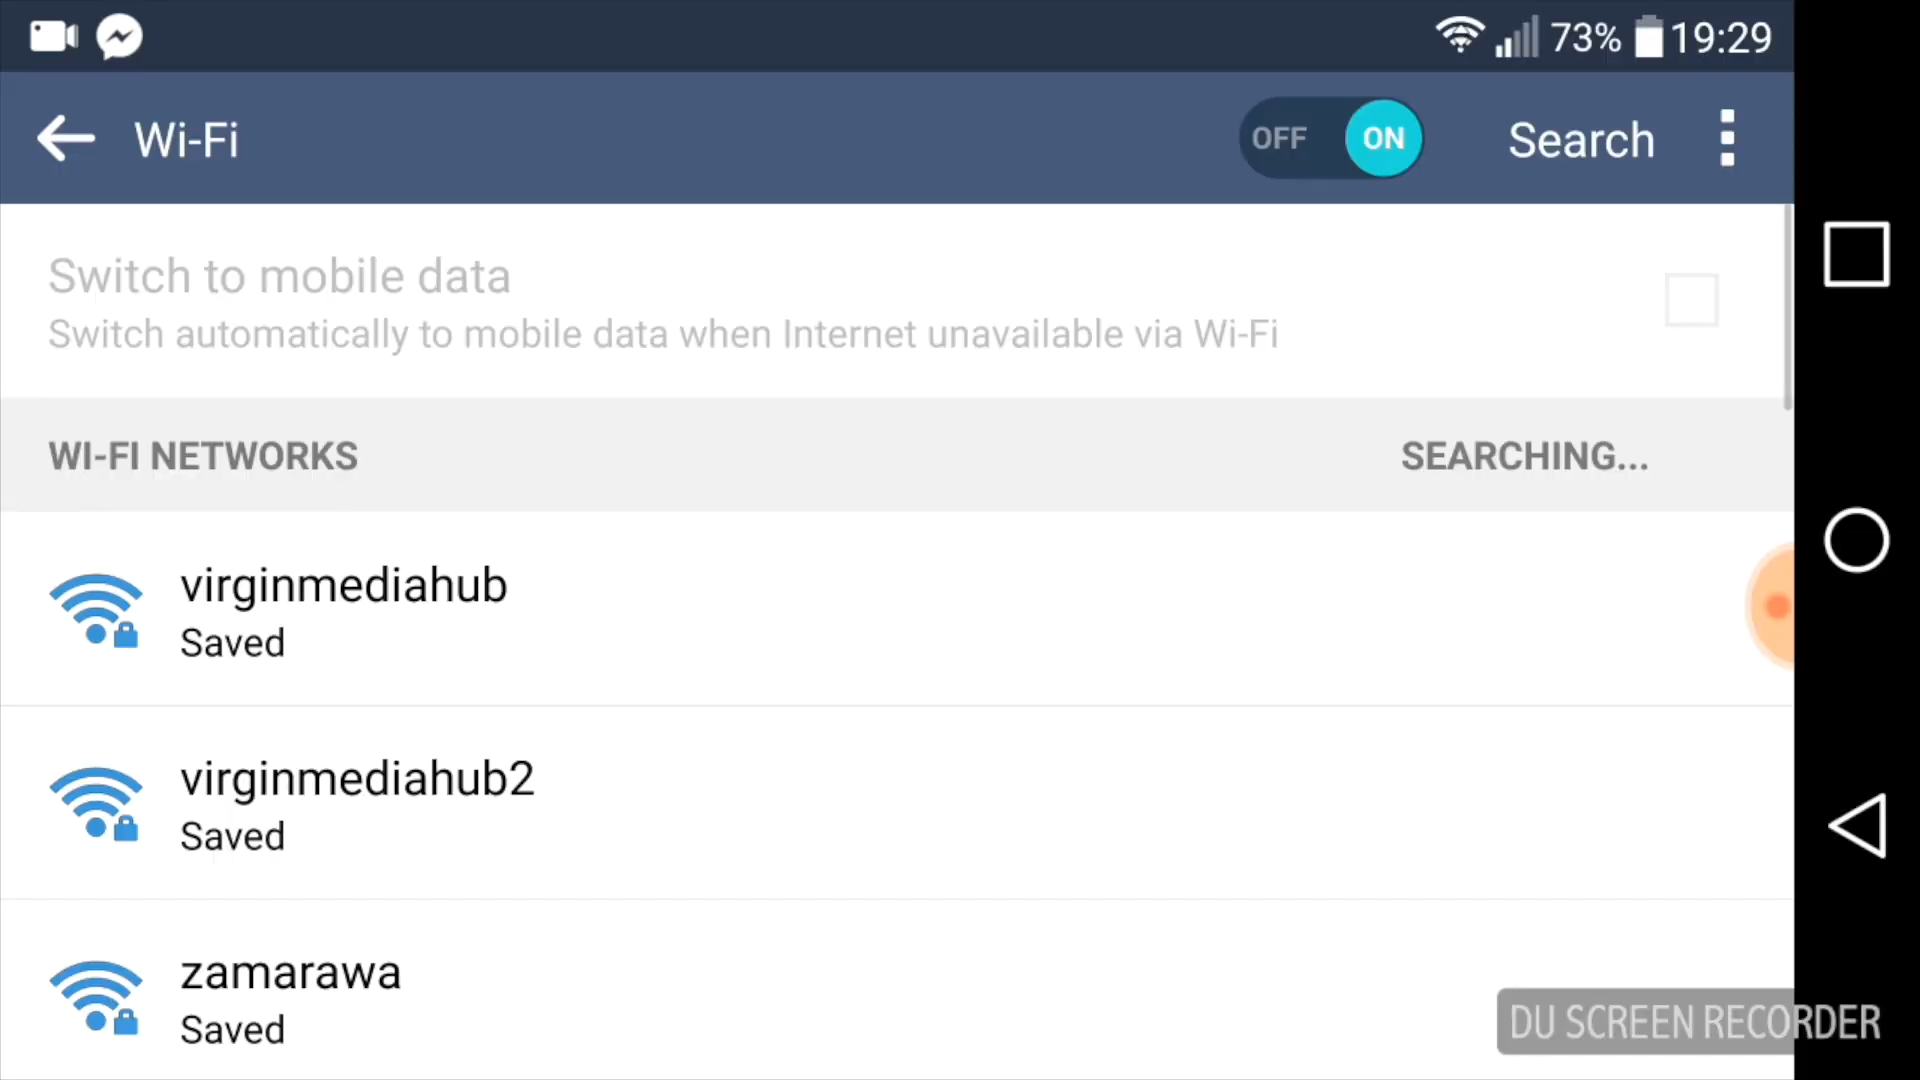 73% 19:29
Wi-Fi OFF ON Search
Switch to mobile data
Switch automatically to mobile data when Internet unavailable via Wi-Fi
WI-FI NETWORKS SEARCHING...
virginmediahub
Saved
virginmediahub2
Saved
zamarawa
Saved
DU SCREEN RECORDER